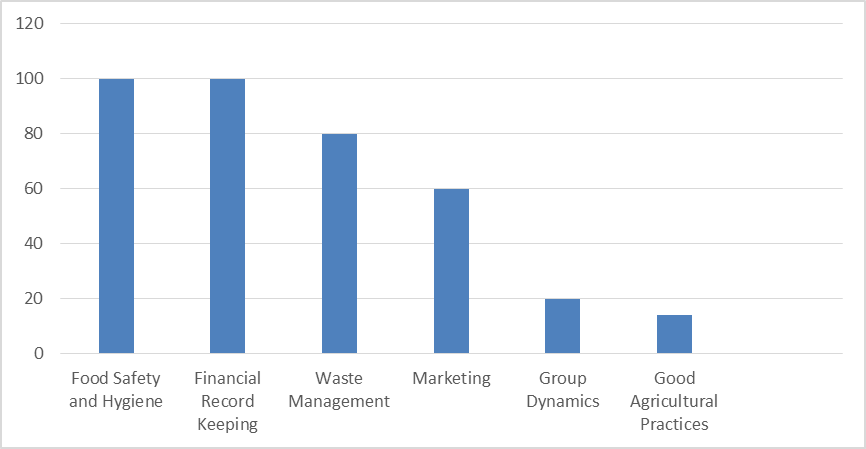 120
100
80
60
40
20
0
Food Safety
and Hygiene
Financial
Record
Keeping
Waste
Management
Marketing
Group
Dynamics
Good
Agricultural
Practices